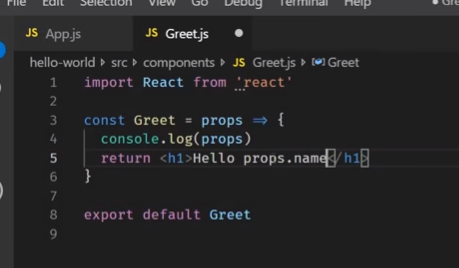 File Edit Selection View Go Debug Terminal Help ● Gre
JS App.js JS Greet.js ●
hello-world › src › components › JS Greet.js › Greet
1 import React from 'react'
2
3 const Greet = props => {
4 console.log(props)
5 return <h1>Hello props.name</h1>
6 }
7
8 export default Greet
9